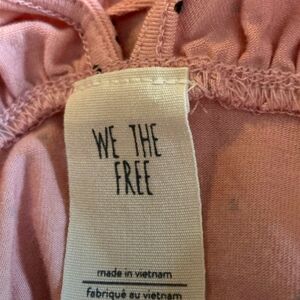 WE THE
FREE
made in vietnam
fabriqué au vietnam